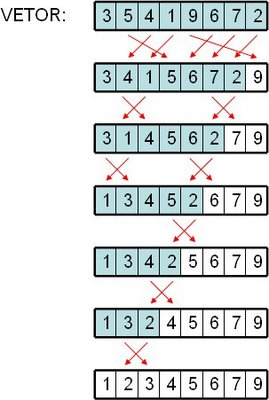 VETOR: 3 5 4 1 9 6 7 2
3 4 1 5 6 7 2 9
3 1 4 5 6 2 7 9
1 3 4 5 2 6 7 9
1 3 4 2 5 6 7 9
1 3 2 4 5 6 7 9
1 2 3 4 5 6 7 9